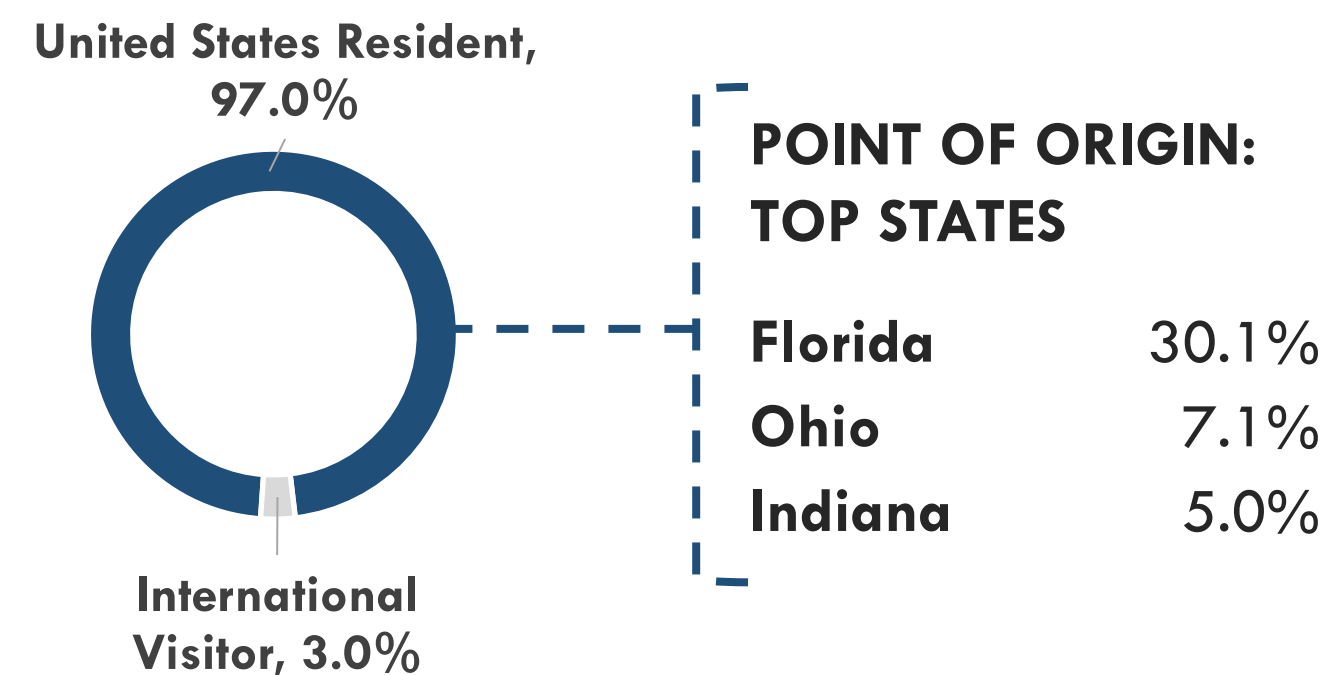 United States Resident,
97.0%
International
Visitor, 3.0%
POINT OF ORIGIN:
TOP STATES
Florida 30.1%
Ohio 7.1%
Indiana 5.0%